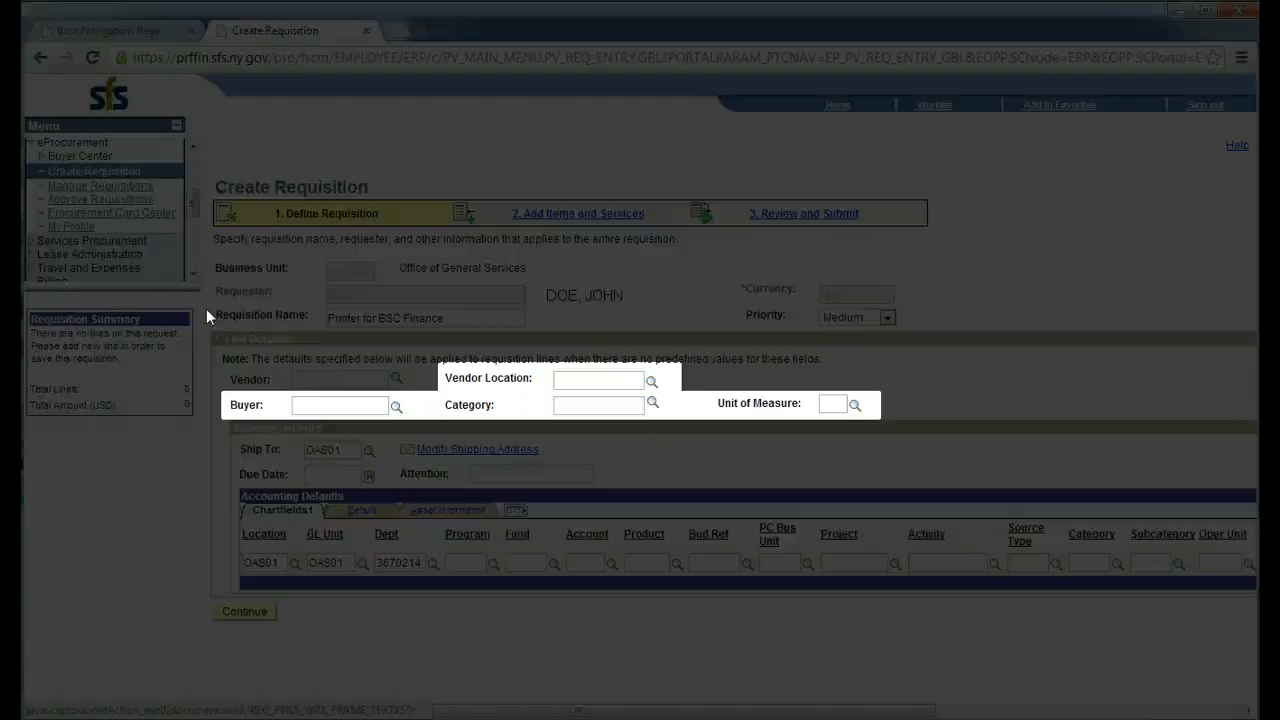 Base Navigation Page
Create Requisition
https://prffin.sfs.ny.gov/psp/fscm/EMPLOYEE/ERP/c/PV_MAIN_MENU.PV_REQ_ENTRY.GBL?PORTALPARAM_PTCNAV=EP_PV_REQ_ENTRY_GBL&EOPP.SCNode=ERP&EOPP.SCPortal=E
sfs
Home
Worklist
Add to Favorites
Sign out
Help
Menu
eProcurement
Buyer Center
Create Requisition
Manage Requisitions
Approve Requisitions
Procurement Card Center
My Profile
Services Procurement
Lease Administration
Travel and Expenses
Billing
Requisition Summary
There are no lines on this request.
Please add new line in order to
save this requisition.
Total Lines: 0
Total Amount (USD): 0
Create Requisition
1. Define Requisition
2. Add Items and Services
3. Review and Submit
Specify requisition name, requester, and other information that applies to the entire requisition.
Business Unit: Office of General Services
Requester: DOE, JOHN *Currency:
Requisition Name: Printer for BSC Finance Priority: Medium
Line Defaults
Note: The defaults specified below will be applied to requisition lines when there are no predefined values for these fields.
Vendor: Vendor Location:
Buyer: Category: Unit of Measure:
Ship To: OAS01 Modify Shipping Address
Due Date: Attention:
Accounting Defaults
Chartfields1 Details Asset Information
Location GL Unit Dept Program Fund Account Product Bud Ref PC Bus Unit Project Activity Source Type Category Subcategory Oper Unit
OAS01 OAS01 3670214
Continue